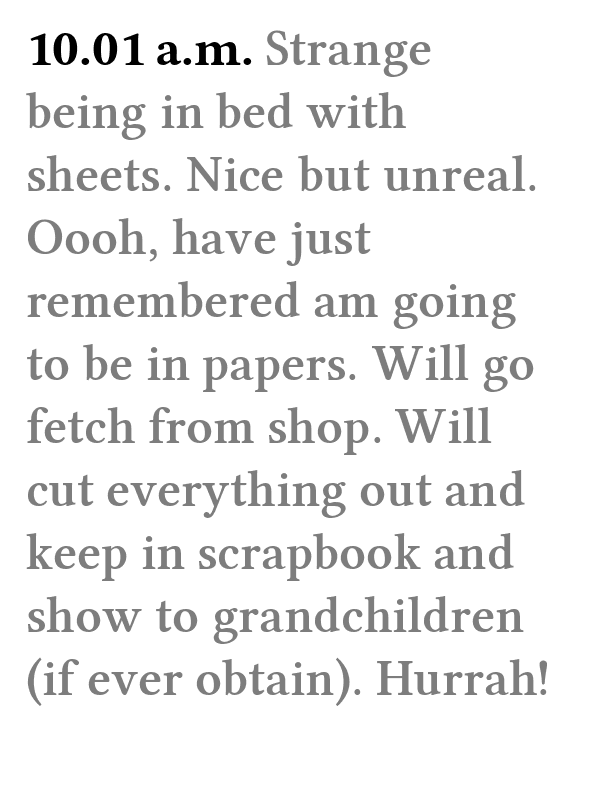 10.01 a.m. Strange
being in bed with
sheets. Nice but unreal.
Oooh, have just
remembered am going
to be in papers. Will go
fetch from shop. Will
cut everything out and
keep in scrapbook and
show to grandchildren
(if ever obtain). Hurrah!